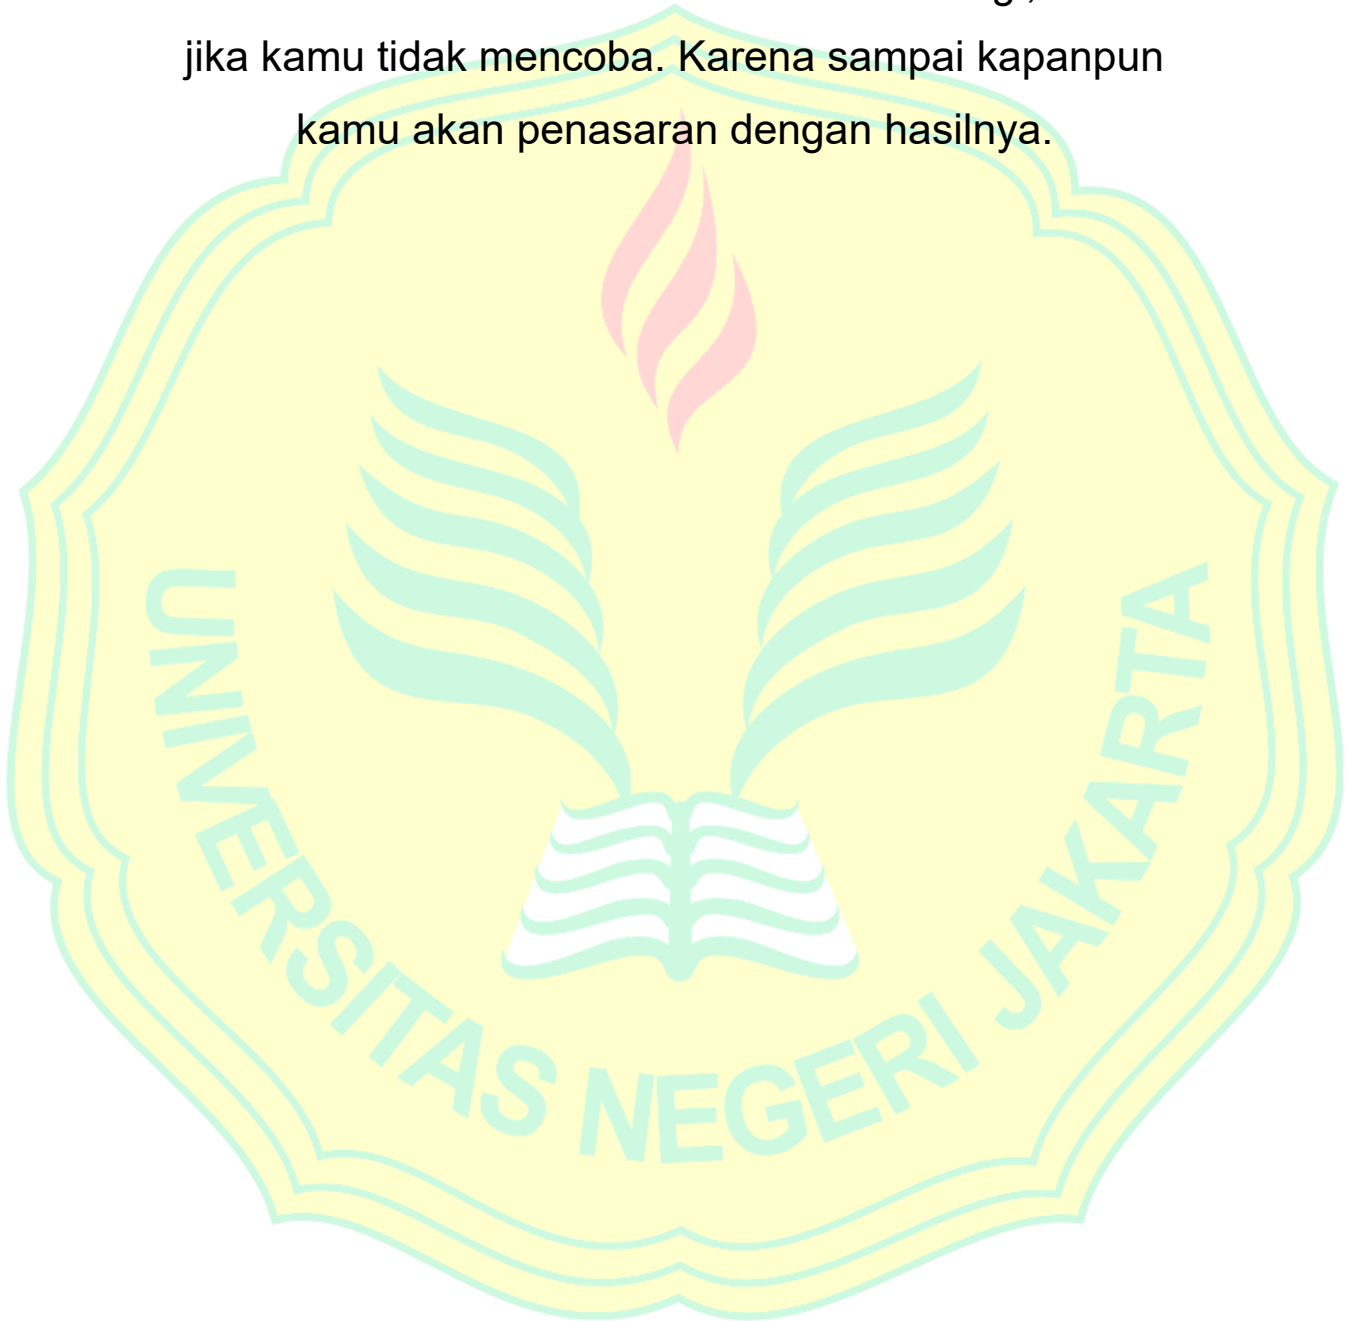 jika kamu tidak mencoba. Karena sampai kapanpun
kamu akan penasaran dengan hasilnya.
UNIVERSITAS NEGERI JAKARTA